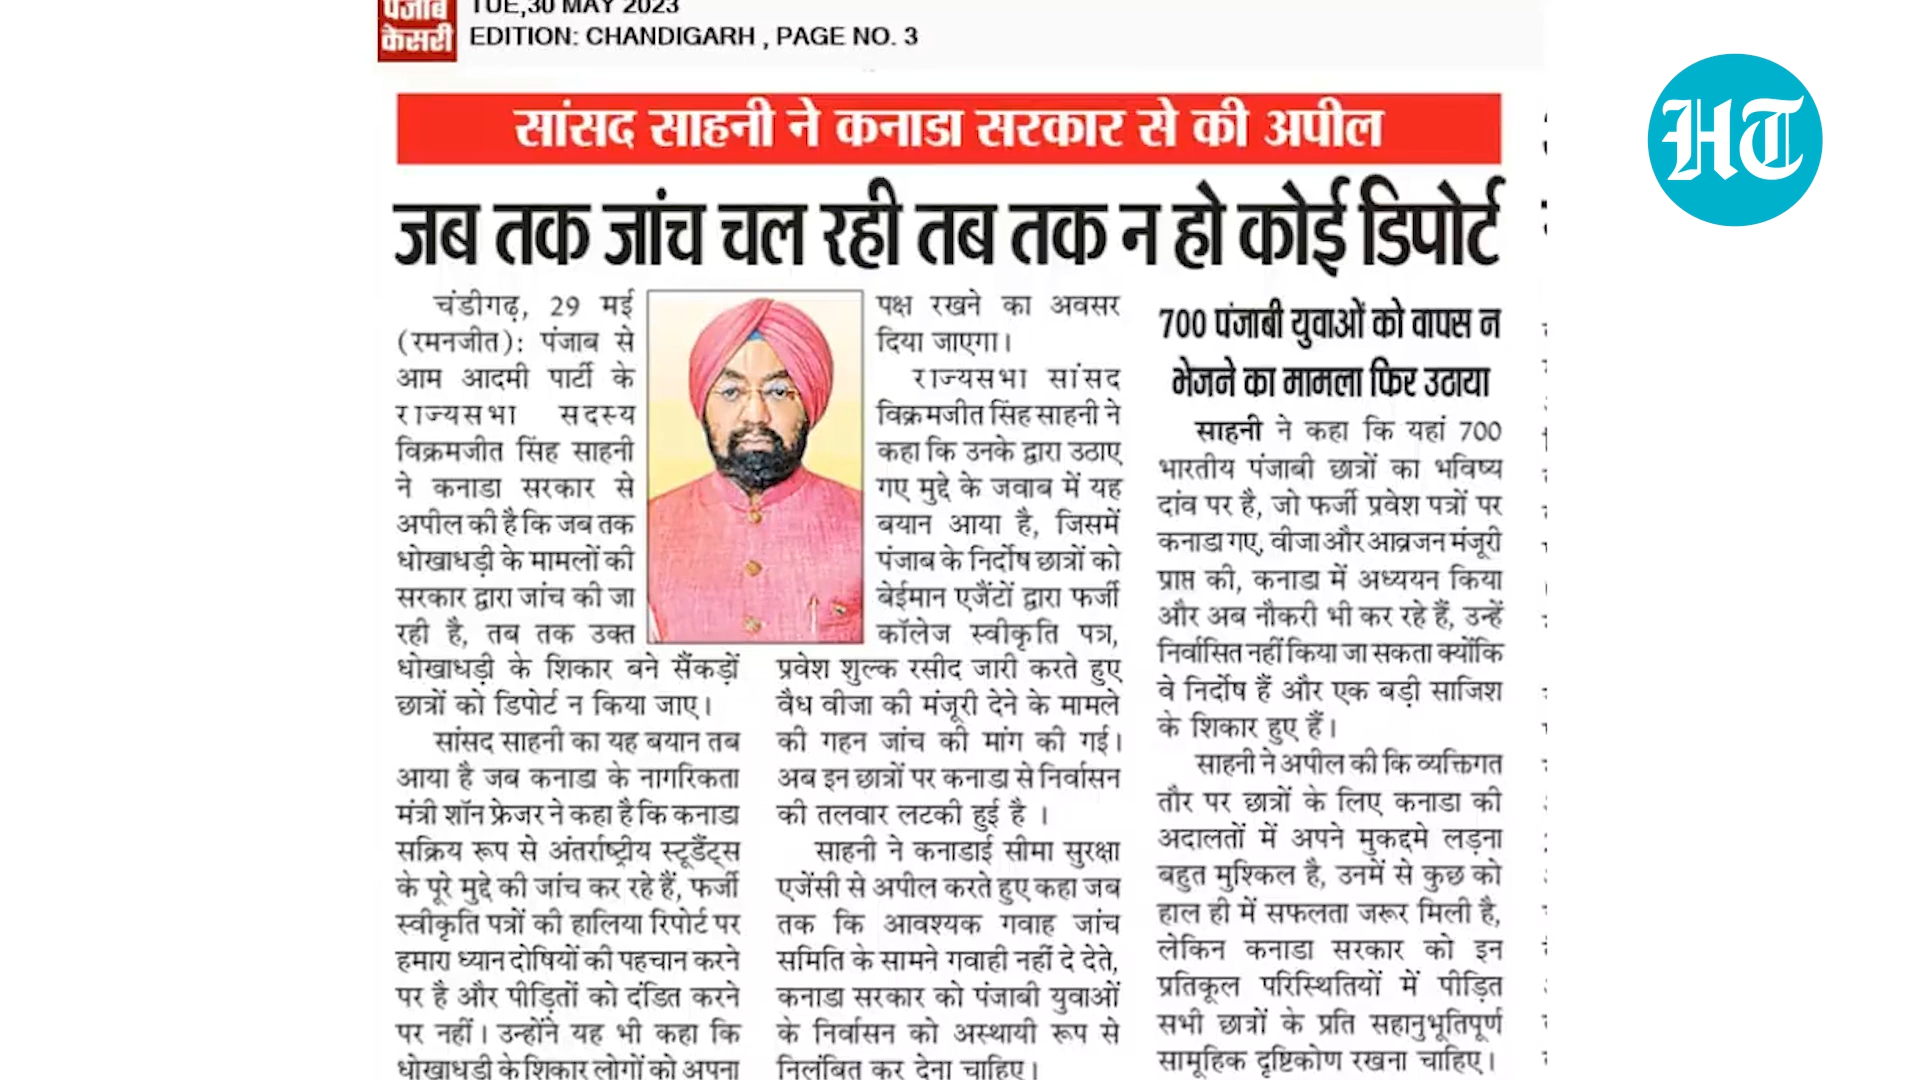 पंजाब
केसरी
TUE,30 MAY 2023
EDITION: CHANDIGARH , PAGE NO. 3
HT
सांसद साहनी ने कनाडा सरकार से की अपील
जब तक जांच चल रही तब तक न हो कोई डिपोर्ट
चंडीगढ़, 29 मई
(रमनजीत): पंजाब से
आम आदमी पार्टी के
राज्यसभा सदस्य
विक्रमजीत सिंह साहनी
ने कनाडा सरकार से
अपील की है कि जब तक
धोखाधड़ी के मामलों की
सरकार द्वारा जांच की जा
रही है, तब तक उक्त
धोखाधड़ी के शिकार बने सैंकड़ों
छात्रों को डिपोर्ट न किया जाए।
सांसद साहनी का यह बयान तब
आया है जब कनाडा के नागरिकता
मंत्री शॉन फ्रेजर ने कहा है कि कनाडा
सक्रिय रूप से अंतर्राष्ट्रीय स्टूडैंट्स
के पूरे मुद्दे की जांच कर रहे हैं, फर्जी
स्वीकृति पत्रों की हालिया रिपोर्ट पर
हमारा ध्यान दोषियों की पहचान करने
पर है और पीड़ितों को दंडित करने
पर नहीं। उन्होंने यह भी कहा कि
धोखाधड़ी के शिकार लोगों को अपना
पक्ष रखने का अवसर
दिया जाएगा।
राज्यसभा सांसद
विक्रमजीत सिंह साहनी ने
कहा कि उनके द्वारा उठाए
गए मुद्दे के जवाब में यह
बयान आया है, जिसमें
पंजाब के निर्दोष छात्रों को
बेईमान एजैंटों द्वारा फर्जी
कॉलेज स्वीकृति पत्र,
प्रवेश शुल्क रसीद जारी करते हुए
वैध वीजा की मंजूरी देने के मामले
की गहन जांच की मांग की गई।
अब इन छात्रों पर कनाडा से निर्वासन
की तलवार लटकी हुई है ।
साहनी ने कनाडाई सीमा सुरक्षा
एजेंसी से अपील करते हुए कहा जब
तक कि आवश्यक गवाह जांच
समिति के सामने गवाही नहीं दे देते,
कनाडा सरकार को पंजाबी युवाओं
के निर्वासन को अस्थायी रूप से
निलंबित कर देना चाहिए।
700 पंजाबी युवाओं को वापस न
भेजने का मामला फिर उठाया
साहनी ने कहा कि यहां 700
भारतीय पंजाबी छात्रों का भविष्य
दांव पर है, जो फर्जी प्रवेश पत्रों पर
कनाडा गए, वीजा और आव्रजन मंजूरी
प्राप्त की, कनाडा में अध्ययन किया
और अब नौकरी भी कर रहे हैं, उन्हें
निर्वासित नहीं किया जा सकता क्योंकि
वे निर्दोष हैं और एक बड़ी साजिश
के शिकार हुए हैं।
साहनी ने अपील की कि व्यक्तिगत
तौर पर छात्रों के लिए कनाडा की
अदालतों में अपने मुकद्दमे लड़ना
बहुत मुश्किल है, उनमें से कुछ को
हाल ही में सफलता जरूर मिली है,
लेकिन कनाडा सरकार को इन
प्रतिकूल परिस्थितियों में पीड़ित
सभी छात्रों के प्रति सहानुभूतिपूर्ण
सामूहिक दृष्टिकोण रखना चाहिए।